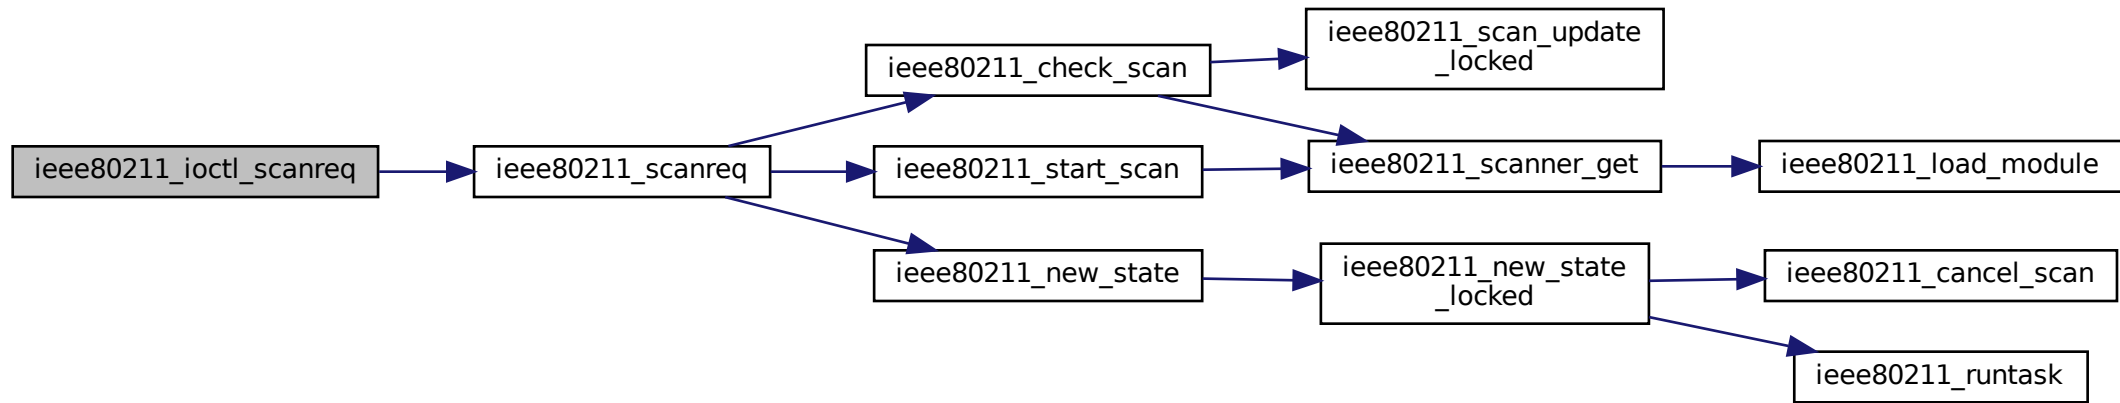 ieee80211_ioctl_scanreq
ieee80211_scanreq
ieee80211_check_scan
ieee80211_start_scan
ieee80211_new_state
ieee80211_scan_update
_locked
ieee80211_scanner_get
ieee80211_new_state
_locked
ieee80211_load_module
ieee80211_cancel_scan
ieee80211_runtask